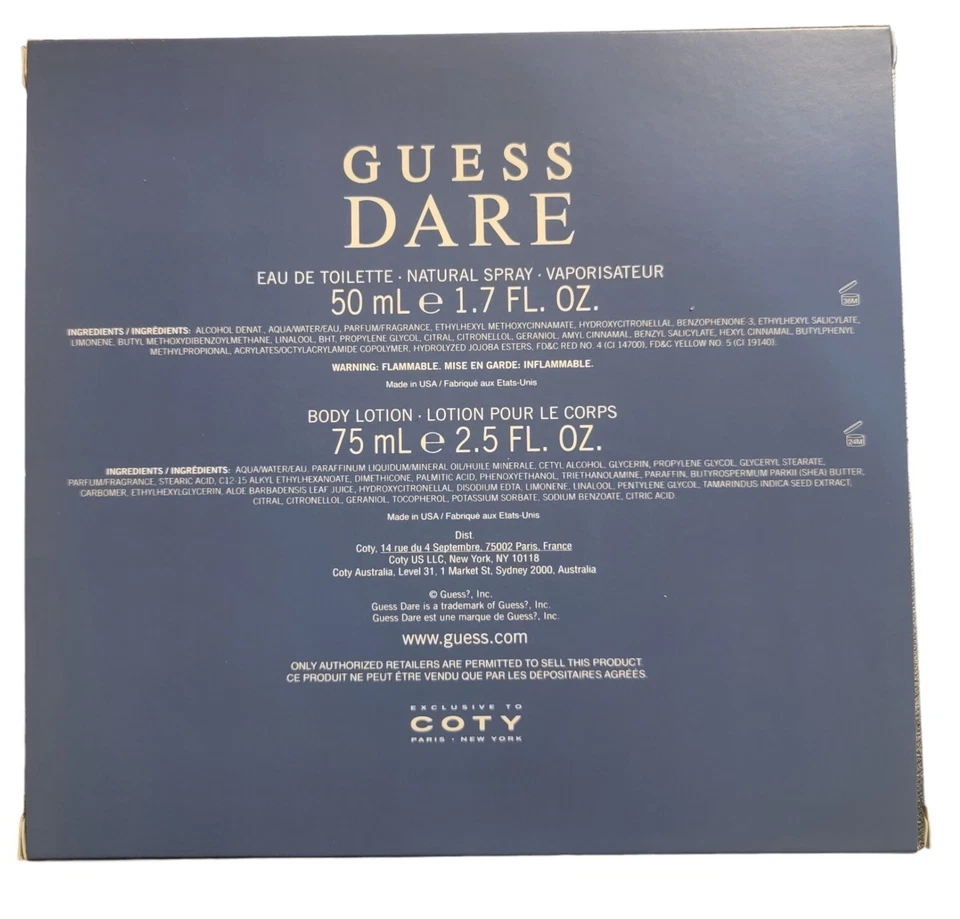 GUESS
DARE
EAU DE TOILETTE · NATURAL SPRAY · VAPORISATEUR
50 mL ℮ 1.7 FL. OZ.
36M
INGREDIENTS / INGRÉDIENTS: ALCOHOL DENAT., AQUA/WATER/EAU, PARFUM/FRAGRANCE, ETHYLHEXYL METHOXYCINNAMATE, HYDROXYCITRONELLAL, BENZOPHENONE-3, ETHYLHEXYL SALICYLATE,
LIMONENE, BUTYL METHOXYDIBENZOYLMETHANE, LINALOOL, BHT, PROPYLENE GLYCOL, CITRAL, CITRONELLOL, GERANIOL, AMYL CINNAMAL, BENZYL SALICYLATE, HEXYL CINNAMAL, BUTYLPHENYL
METHYLPROPIONAL, ACRYLATES/OCTYLACRYLAMIDE COPOLYMER, HYDROLYZED JOJOBA ESTERS, FD&C RED NO. 4 (CI 14700), FD&C YELLOW NO. 5 (CI 19140).
WARNING: FLAMMABLE. MISE EN GARDE: INFLAMMABLE.
Made in USA / Fabriqué aux Etats-Unis
BODY LOTION · LOTION POUR LE CORPS
75 mL ℮ 2.5 FL. OZ.
24M
INGREDIENTS / INGRÉDIENTS: AQUA/WATER/EAU, PARAFFINUM LIQUIDUM/MINERAL OIL/HUILE MINERALE, CETYL ALCOHOL, GLYCERIN, PROPYLENE GLYCOL, GLYCERYL STEARATE,
PARFUM/FRAGRANCE, STEARIC ACID, C12-15 ALKYL ETHYLHEXANOATE, DIMETHICONE, PALMITIC ACID, PHENOXYETHANOL, TRIETHANOLAMINE, PARAFFIN, BUTYROSPERMUM PARKII (SHEA) BUTTER,
CARBOMER, ETHYLHEXYLGLYCERIN, ALOE BARBADENSIS LEAF JUICE, HYDROXYCITRONELLAL, DISODIUM EDTA, LIMONENE, LINALOOL, PENTYLENE GLYCOL, TAMARINDUS INDICA SEED EXTRACT,
CITRAL, CITRONELLOL, GERANIOL, TOCOPHEROL, POTASSIUM SORBATE, SODIUM BENZOATE, CITRIC ACID.
Made in USA / Fabriqué aux Etats-Unis
Dist.
Coty, 14 rue du 4 Septembre, 75002 Paris, France
Coty US LLC, New York, NY 10118
Coty Australia, Level 31, 1 Market St, Sydney 2000, Australia
© Guess?, Inc.
Guess Dare is a trademark of Guess?, Inc.
Guess Dare est une marque de Guess?, Inc.
www.guess.com
ONLY AUTHORIZED RETAILERS ARE PERMITTED TO SELL THIS PRODUCT.
CE PRODUIT NE PEUT ÊTRE VENDU QUE PAR LES DÉPOSITAIRES AGRÉÉS.
EXCLUSIVE TO
COTY
PARIS · NEW YORK